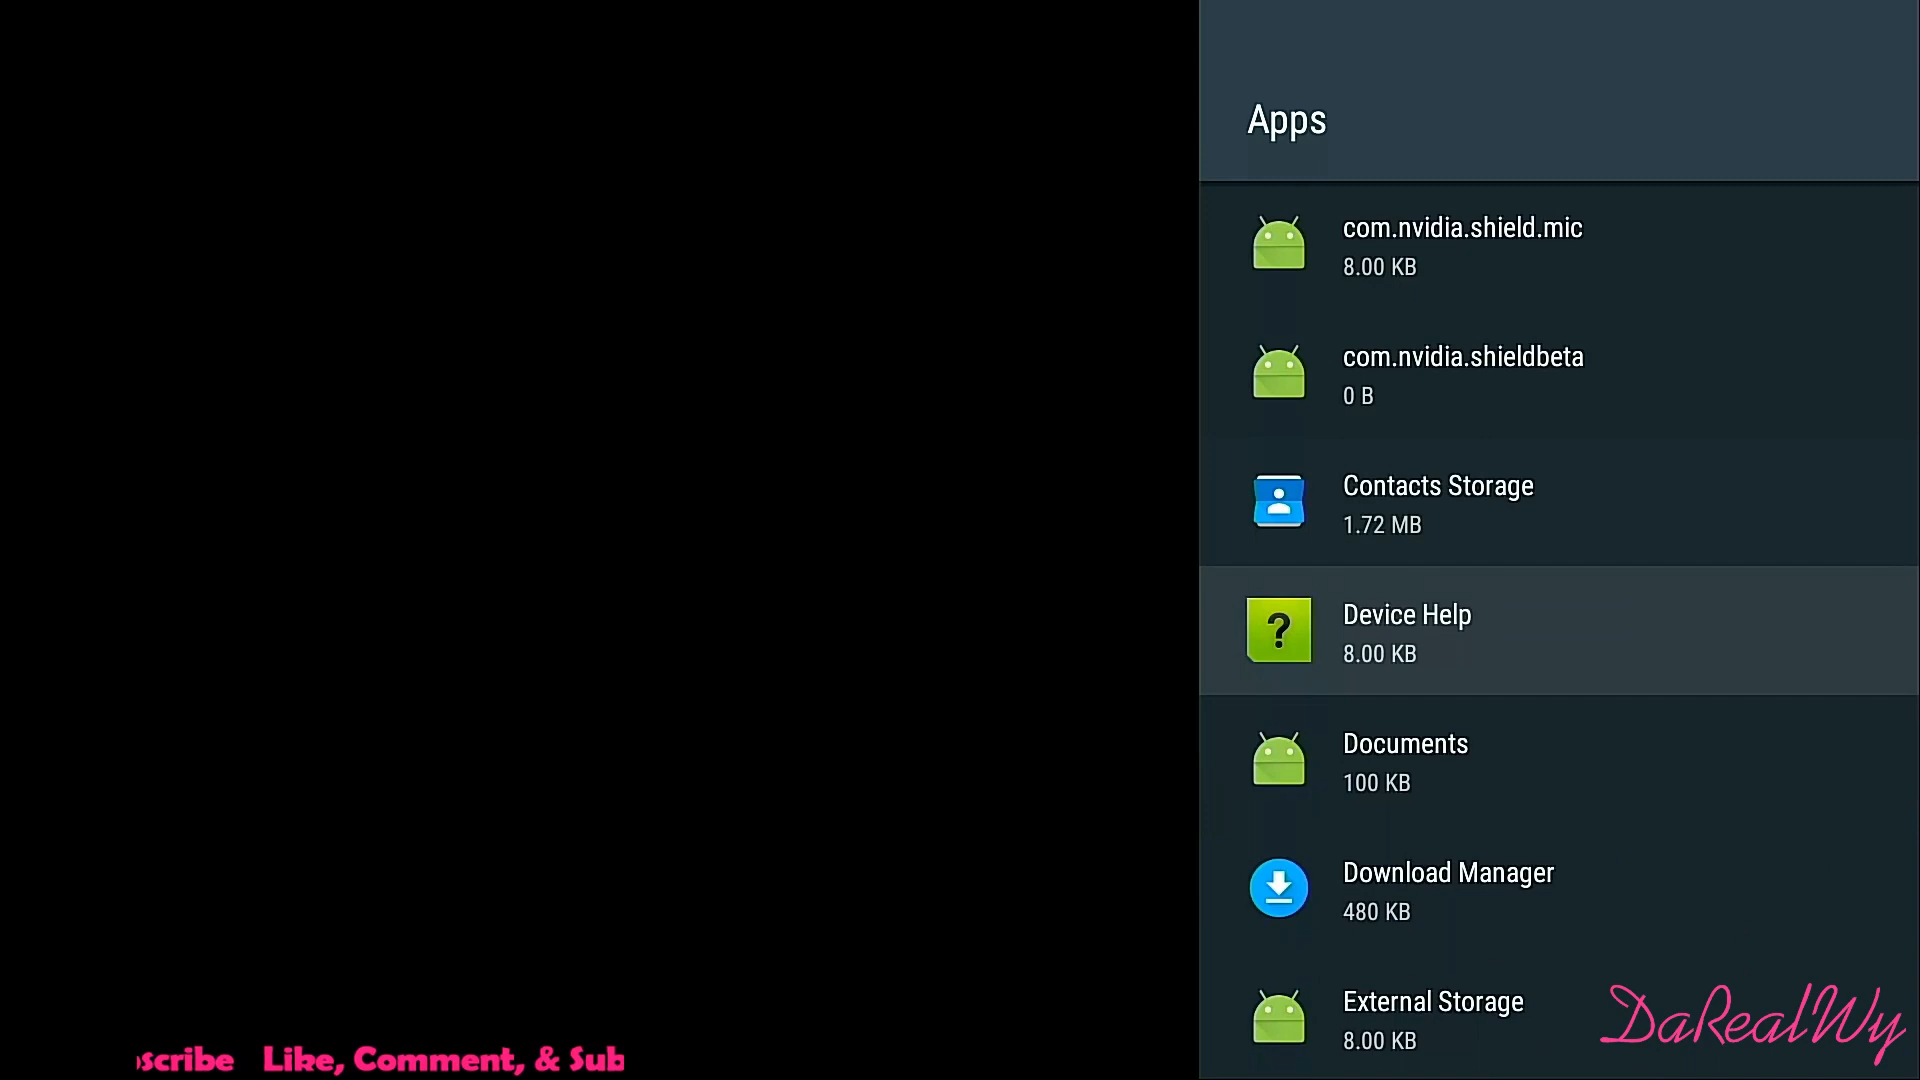 Apps
com.nvidia.shield.mic
8.00 KB
com.nvidia.shieldbeta
0 B
Contacts Storage
1.72 MB
?
Device Help
8.00 KB
Documents
100 KB
Download Manager
480 KB
External Storage
8.00 KB
DaRealWy
scribe Like, Comment, & Sub